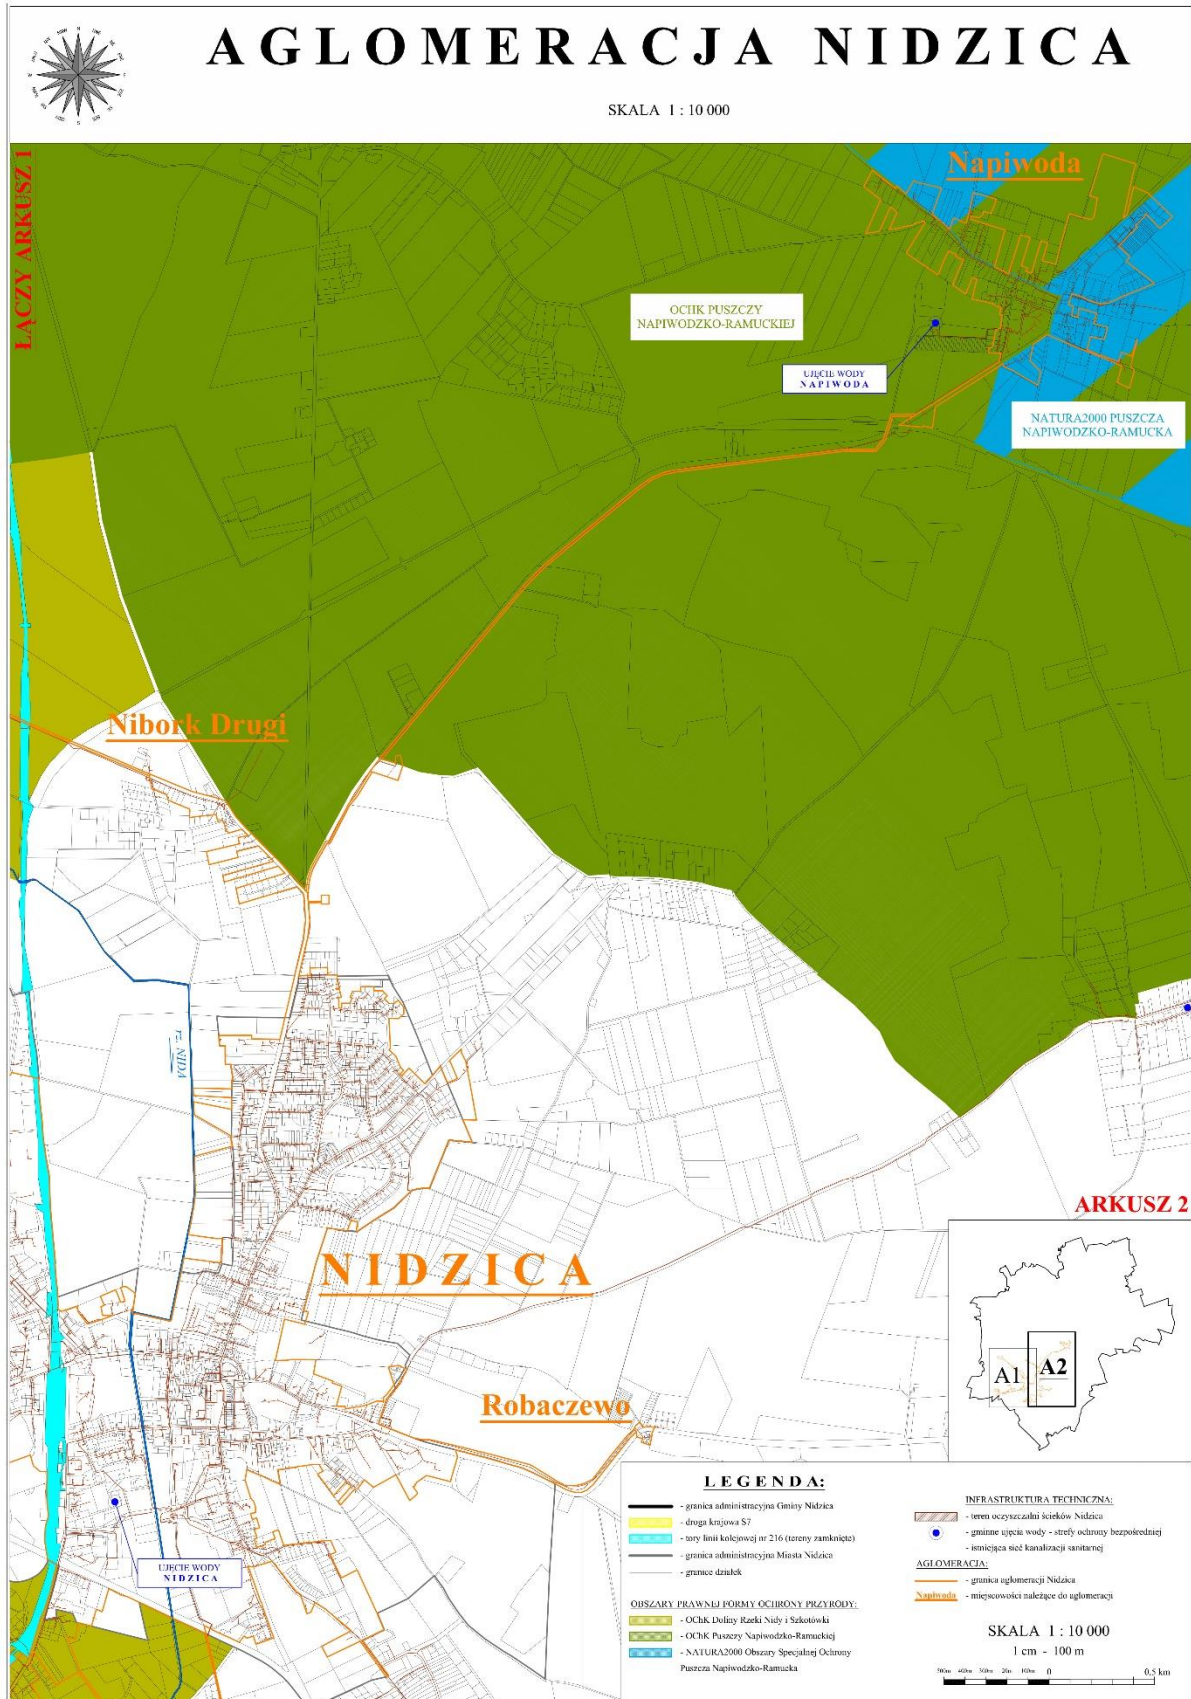 AGLOMERACJA NIDZICA
SKALA 1 : 10 000
ŁĄCZY ARKUSZ 1
Napiwoda
OCHK PUSZCZY
NAPIWODZKO-RAMUCKIEJ
UJĘCIE WODY
NAPIWODA
NATURA2000 PUSZCZA
NAPIWODZKO-RAMUCKA
Nibork Drugi
rz. NIDA
ARKUSZ 2
NIDZICA
A1
A2
Robaczewo
UJĘCIE WODY
NIDZICA
LEGENDA:
- granica administracyjna Gminy Nidzica
- droga krajowa S7
- tory linii kolejowej nr 216 (tereny zamknięte)
- granica administracyjna Miasta Nidzica
- granice działek
OBSZARY PRAWNEJ FORMY OCHRONY PRZYRODY:
- OChK Doliny Rzeki Nidy i Szkotówki
- OChK Puszczy Napiwodzko-Ramuckiej
- NATURA2000 Obszary Specjalnej Ochrony
Puszcza Napiwodzko-Ramucka
INFRASTRUKTURA TECHNICZNA:
- teren oczyszczalni ścieków Nidzica
- gminne ujęcia wody - strefy ochrony bezpośredniej
- istniejąca sieć kanalizacji sanitarnej
AGLOMERACJA:
- granica aglomeracji Nidzica
Napiwoda - miejscowości należące do aglomeracji
SKALA 1 : 10 000
1 cm - 100 m
0 0,5 km